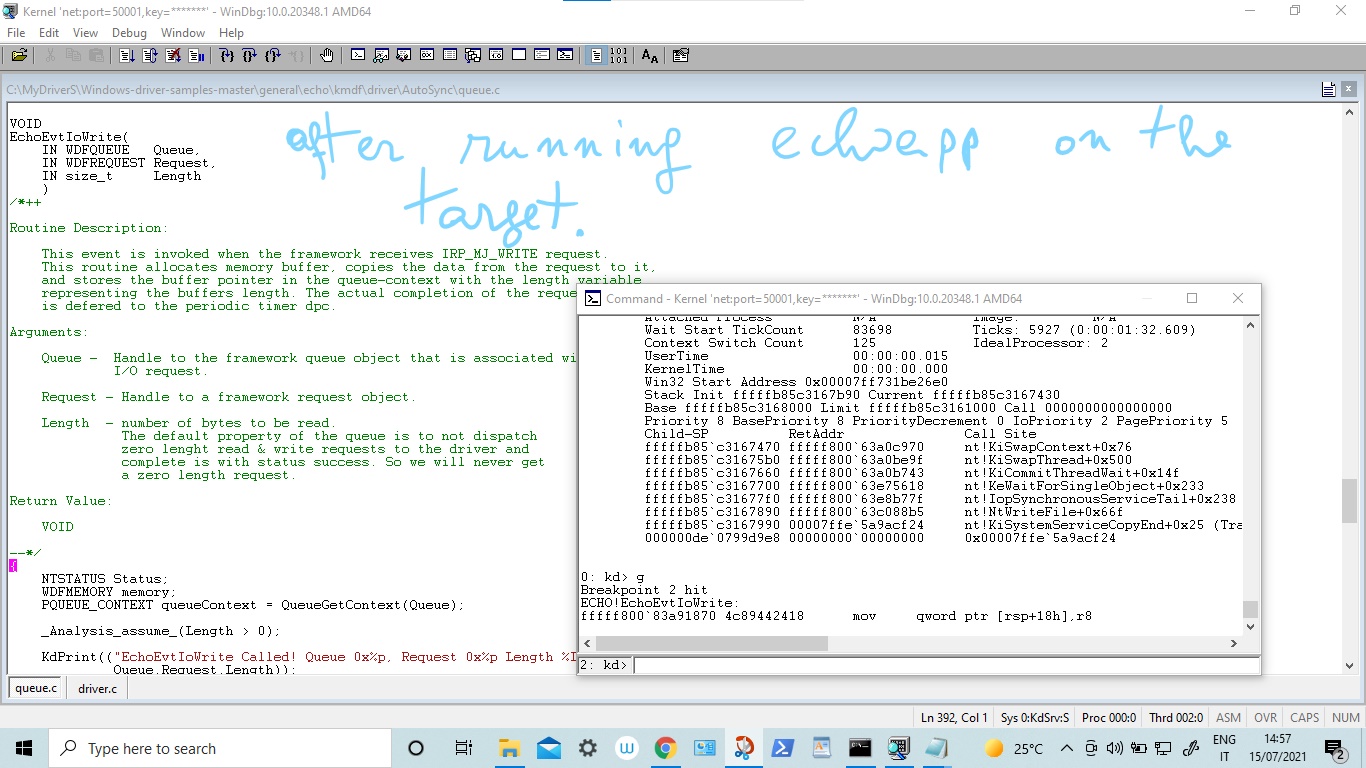 Kernel 'net:port=50001,key=*******' - WinDbg:10.0.20348.1 AMD64
File Edit View Debug Window Help
C:\MyDriverS\Windows-driver-samples-master\general\echo\kmdf\driver\AutoSync\queue.c
after running echoapp on the
target.
VOID
EchoEvtIoWrite(
IN WDFQUEUE Queue,
IN WDFREQUEST Request,
IN size_t Length
)
/*++
Routine Description:
This event is invoked when the framework receives IRP_MJ_WRITE request.
This routine allocates memory buffer, copies the data from the request to it,
and stores the buffer pointer in the queue-context with the length variable
representing the buffers length. The actual completion of the reque
is defered to the periodic timer dpc.
Arguments:
Queue - Handle to the framework queue object that is associated wi
I/O request.
Request - Handle to a framework request object.
Length - number of bytes to be read.
The default property of the queue is to not dispatch
zero lenght read & write requests to the driver and
complete is with status success. So we will never get
a zero length request.
Return Value:
VOID
--*/
{
NTSTATUS Status;
WDFMEMORY memory;
PQUEUE_CONTEXT queueContext = QueueGetContext(Queue);
_Analysis_assume_(Length > 0);
KdPrint(("EchoEvtIoWrite Called! Queue 0x%p, Request 0x%p Length %I
Queue,Request,Length));
Command - Kernel 'net:port=50001,key=*******' - WinDbg:10.0.20348.1 AMD64
Attached Process N/A Image: N/A
Wait Start TickCount 83698 Ticks: 5927 (0:00:01:32.609)
Context Switch Count 125 IdealProcessor: 2
UserTime 00:00:00.015
KernelTime 00:00:00.000
Win32 Start Address 0x00007ff731be26e0
Stack Init fffffb85c3167b90 Current fffffb85c3167430
Base fffffb85c3168000 Limit fffffb85c3161000 Call 0000000000000000
Priority 8 BasePriority 8 PriorityDecrement 0 IoPriority 2 PagePriority 5
Child-SP RetAddr Call Site
fffffb85`c3167470 fffff800`63a0c970 nt!KiSwapContext+0x76
fffffb85`c31675b0 fffff800`63a0be9f nt!KiSwapThread+0x500
fffffb85`c3167660 fffff800`63a0b743 nt!KiCommitThreadWait+0x14f
fffffb85`c3167700 fffff800`63e75618 nt!KeWaitForSingleObject+0x233
fffffb85`c31677f0 fffff800`63e8b77f nt!IopSynchronousServiceTail+0x238
fffffb85`c3167890 fffff800`63c088b5 nt!NtWriteFile+0x66f
fffffb85`c3167990 00007ffe`5a9acf24 nt!KiSystemServiceCopyEnd+0x25 (Tra
000000de`0799d9e8 00000000`00000000 0x00007ffe`5a9acf24
0: kd> g
Breakpoint 2 hit
ECHO!EchoEvtIoWrite:
fffff800`83a91870 4c89442418 mov qword ptr [rsp+18h],r8
2: kd>
queue.c driver.c
Ln 392, Col 1 Sys 0:KdSrv:S Proc 000:0 Thrd 002:0 ASM OVR CAPS NUM
Type here to search
25°C
ENG
IT
14:57
15/07/2021
2